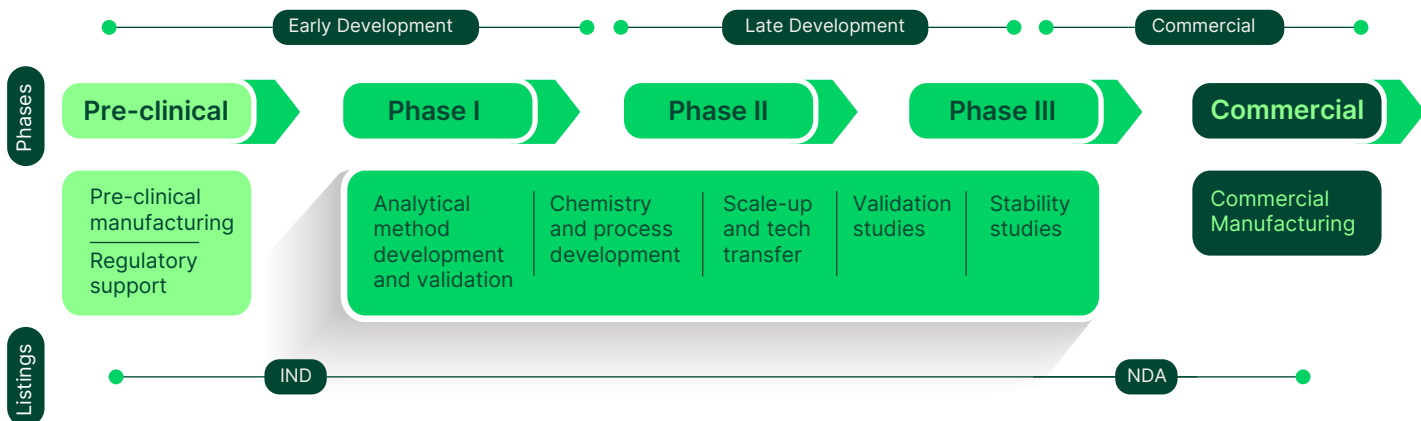 Early Development
Late Development
Commercial
Phases
Pre-clinical
Phase I
Phase II
Phase III
Commercial
Pre-clinical
manufacturing
Regulatory
support
Analytical
method
development
and validation
Chemistry
and process
development
Scale-up
and tech
transfer
Validation
studies
Stability
studies
Commercial
Manufacturing
Listings
IND
NDA